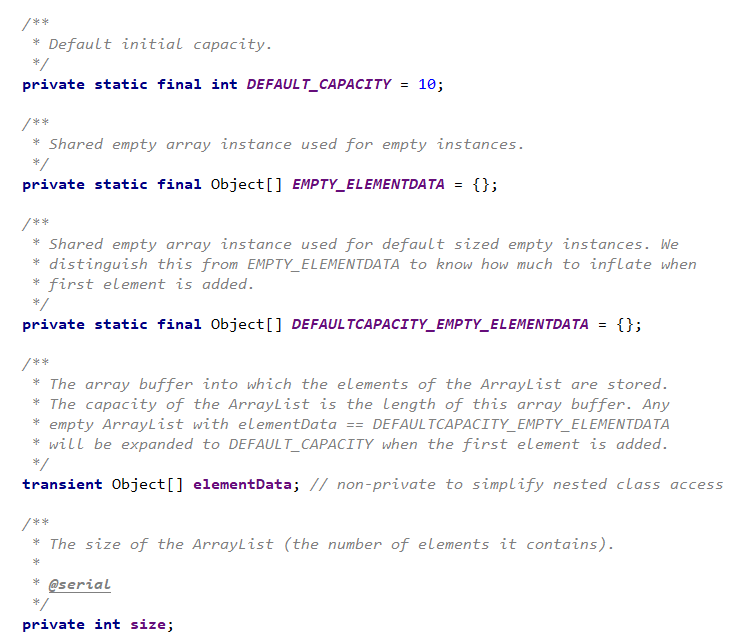 /**
 * Default initial capacity.
 */
private static final int DEFAULT_CAPACITY = 10;

/**
 * Shared empty array instance used for empty instances.
 */
private static final Object[] EMPTY_ELEMENTDATA = {};

/**
 * Shared empty array instance used for default sized empty instances. We
 * distinguish this from EMPTY_ELEMENTDATA to know how much to inflate when
 * first element is added.
 */
private static final Object[] DEFAULTCAPACITY_EMPTY_ELEMENTDATA = {};

/**
 * The array buffer into which the elements of the ArrayList are stored.
 * The capacity of the ArrayList is the length of this array buffer. Any
 * empty ArrayList with elementData == DEFAULTCAPACITY_EMPTY_ELEMENTDATA
 * will be expanded to DEFAULT_CAPACITY when the first element is added.
 */
transient Object[] elementData; // non-private to simplify nested class access

/**
 * The size of the ArrayList (the number of elements it contains).
 *
 * @serial
 */
private int size;